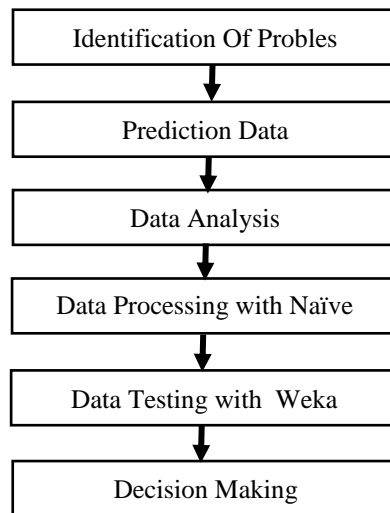 Identification Of Probles
Prediction Data
Data Analysis
Data Processing with Naïve
Data Testing with Weka
Decision Making